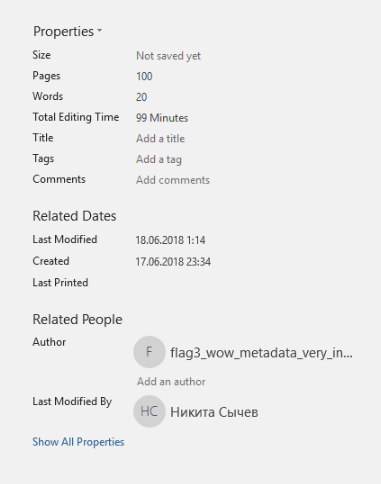 Properties
Size Not saved yet
Pages 100
Words 20
Total Editing Time 99 Minutes
Title Add a title
Tags Add a tag
Comments Add comments
Related Dates
Last Modified 18.06.2018 1:14
Created 17.06.2018 23:34
Last Printed
Related People
Author F flag3_wow_metadata_very_in...
Add an author
Last Modified By НС Никита Сычев
Show All Properties